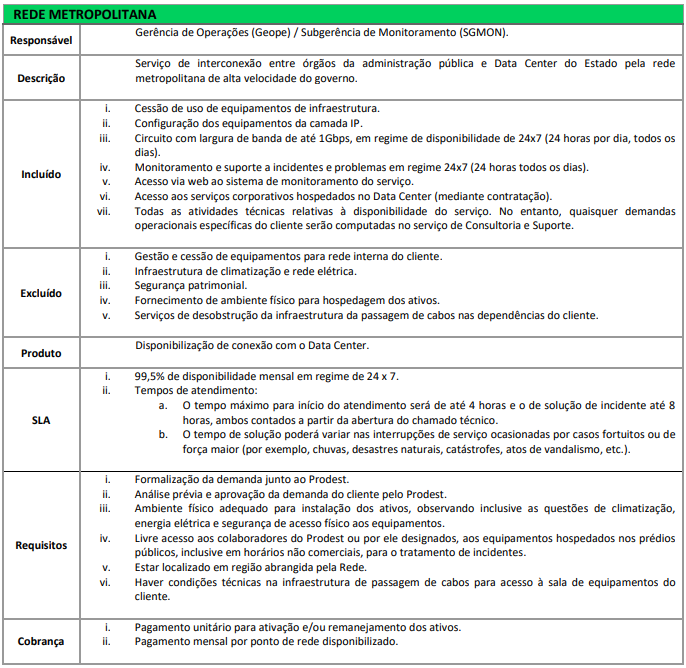 REDE METROPOLITANA
Responsável
Gerência de Operações (Geope) / Subgerência de Monitoramento (SGMON).
Descrição
Serviço de interconexão entre órgãos da administração pública e Data Center do Estado pela rede
metropolitana de alta velocidade do governo.
Incluído
i. Cessão de uso de equipamentos de infraestrutura.
ii. Configuração dos equipamentos da camada IP.
iii. Circuito com largura de banda de até 1Gbps, em regime de disponibilidade de 24x7 (24 horas por dia, todos os
dias).
iv. Monitoramento e suporte a incidentes e problemas em regime 24x7 (24 horas todos os dias).
v. Acesso via web ao sistema de monitoramento do serviço.
vi. Acesso aos serviços corporativos hospedados no Data Center (mediante contratação).
vii. Todas as atividades técnicas relativas à disponibilidade do serviço. No entanto, quaisquer demandas
operacionais específicas do cliente serão computadas no serviço de Consultoria e Suporte.
Excluído
i. Gestão e cessão de equipamentos para rede interna do cliente.
ii. Infraestrutura de climatização e rede elétrica.
iii. Segurança patrimonial.
iv. Fornecimento de ambiente físico para hospedagem dos ativos.
v. Serviços de desobstrução da infraestrutura da passagem de cabos nas dependências do cliente.
Produto
Disponibilização de conexão com o Data Center.
SLA
i. 99,5% de disponibilidade mensal em regime de 24 x 7.
ii. Tempos de atendimento:
a. O tempo máximo para início do atendimento será de até 4 horas e o de solução de incidente até 8
horas, ambos contados a partir da abertura do chamado técnico.
b. O tempo de solução poderá variar nas interrupções de serviço ocasionadas por casos fortuitos ou de
força maior (por exemplo, chuvas, desastres naturais, catástrofes, atos de vandalismo, etc.).
Requisitos
i. Formalização da demanda junto ao Prodest.
ii. Análise prévia e aprovação da demanda do cliente pelo Prodest.
iii. Ambiente físico adequado para instalação dos ativos, observando inclusive as questões de climatização,
energia elétrica e segurança de acesso físico aos equipamentos.
iv. Livre acesso aos colaboradores do Prodest ou por ele designados, aos equipamentos hospedados nos prédios
públicos, inclusive em horários não comerciais, para o tratamento de incidentes.
v. Estar localizado em região abrangida pela Rede.
vi. Haver condições técnicas na infraestrutura de passagem de cabos para acesso à sala de equipamentos do
cliente.
Cobrança
i. Pagamento unitário para ativação e/ou remanejamento dos ativos.
ii. Pagamento mensal por ponto de rede disponibilizado.